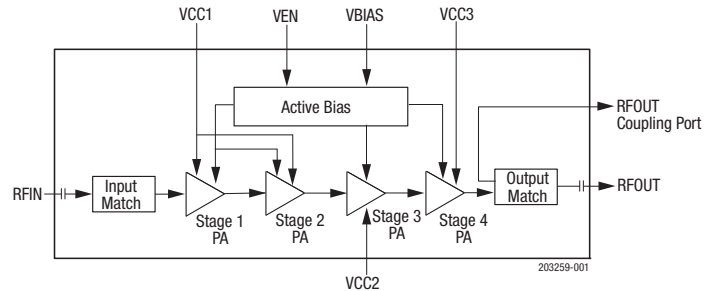 VCC1
VEN
VBIAS
VCC3
Active Bias
RFOUT
Coupling Port
RFIN
Input
Match
Output
Match
RFOUT
Stage 1
PA
Stage 2
PA
Stage 3
PA
Stage 4
PA
VCC2
203259-001